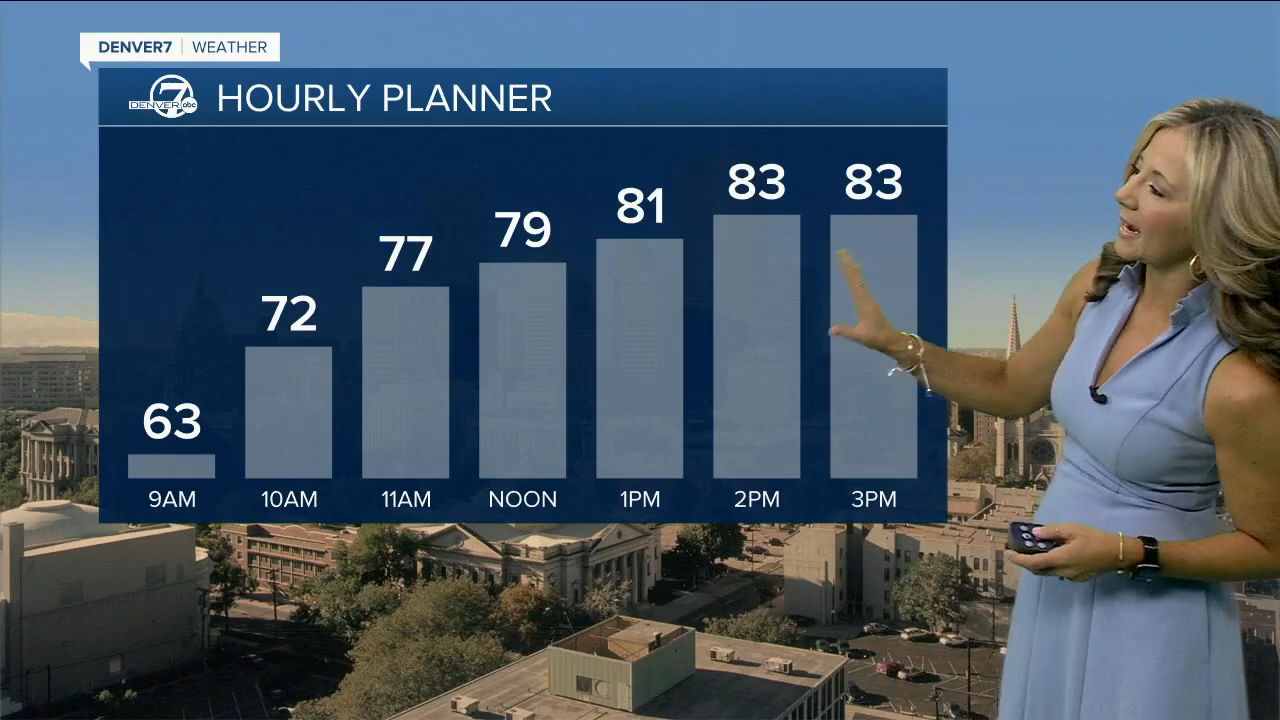 DENVER7 | WEATHER
7
DENVER abc
HOURLY PLANNER
63 72 77 79 81 83 83
9AM 10AM 11AM NOON 1PM 2PM 3PM